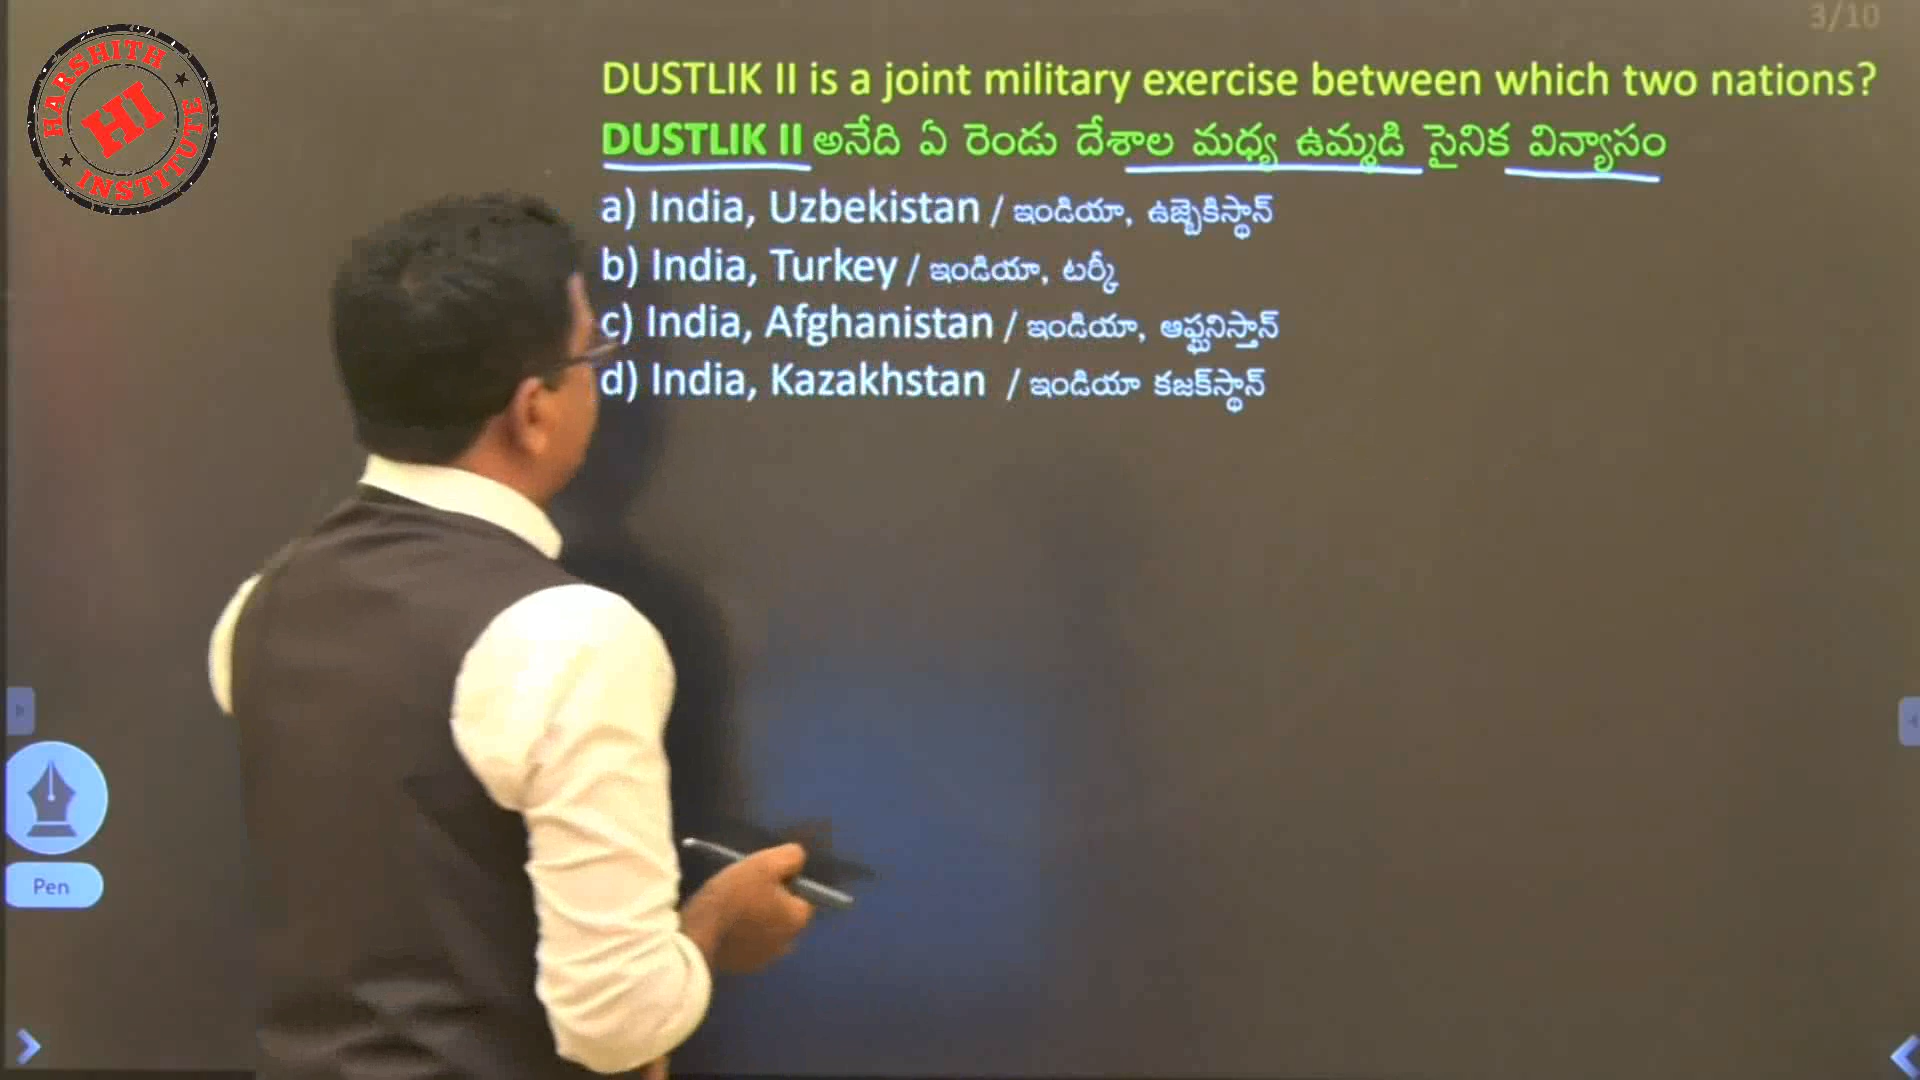 3/10
HARSHITH
HI
INSTITUTE
DUSTLIK II is a joint military exercise between which two nations?
DUSTLIK II అనేది ఏ రెండు దేశాల మధ్య ఉమ్మడి సైనిక విన్యాసం
a) India, Uzbekistan / ఇండియా, ఉజ్బెకిస్థాన్
b) India, Turkey / ఇండియా, టర్కీ
c) India, Afghanistan / ఇండియా, ఆఫ్ఘనిస్తాన్
d) India, Kazakhstan / ఇండియా కజక్‌స్థాన్
Pen